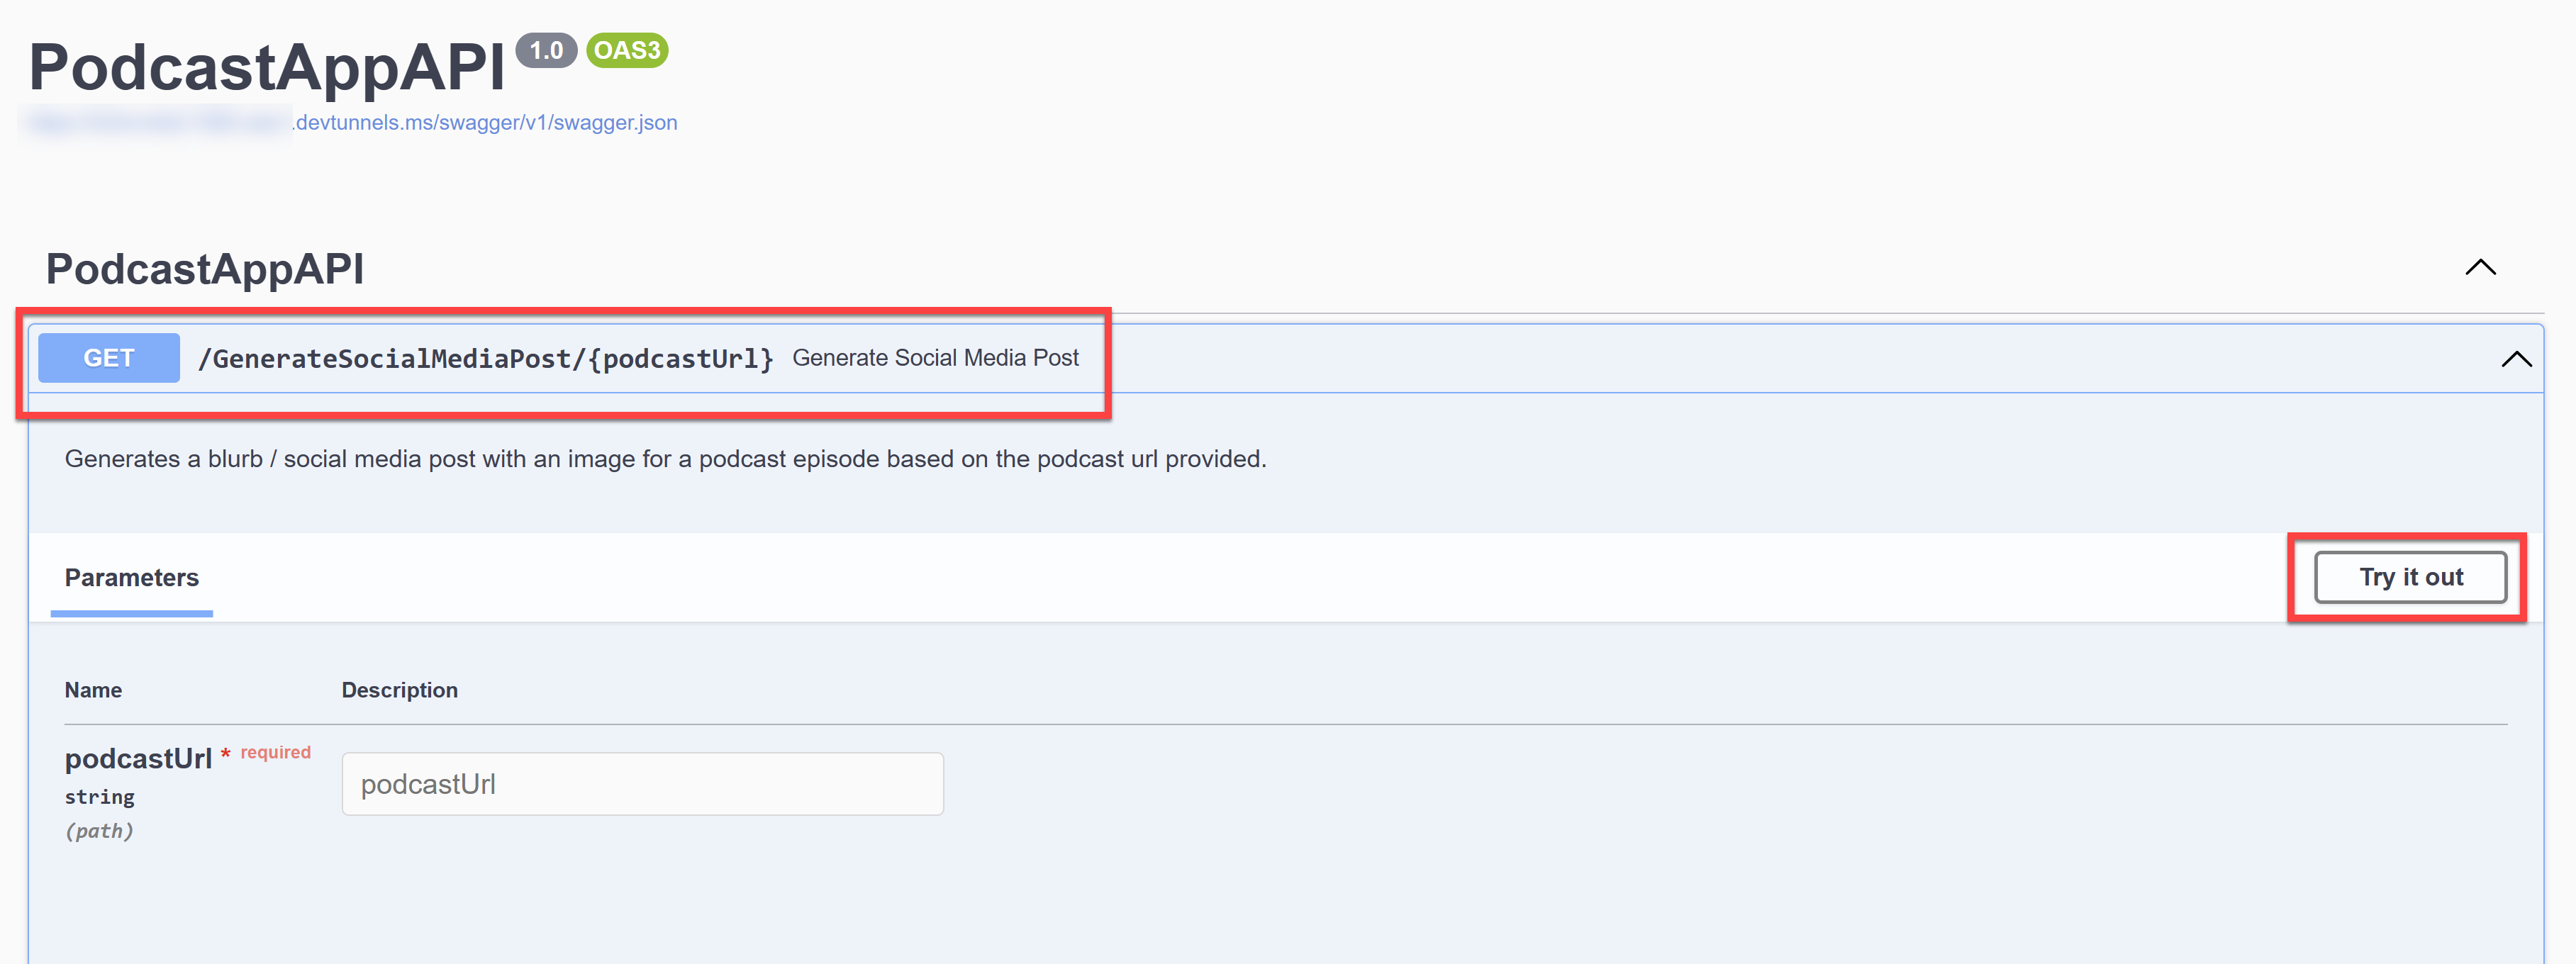 PodcastAppAPI 1.0 OAS3
.devtunnels.ms/swagger/v1/swagger.json
PodcastAppAPI
GET /GenerateSocialMediaPost/{podcastUrl} Generate Social Media Post
Generates a blurb / social media post with an image for a podcast episode based on the podcast url provided.
Parameters Try it out
Name Description
podcastUrl * required
string
(path)
podcastUrl